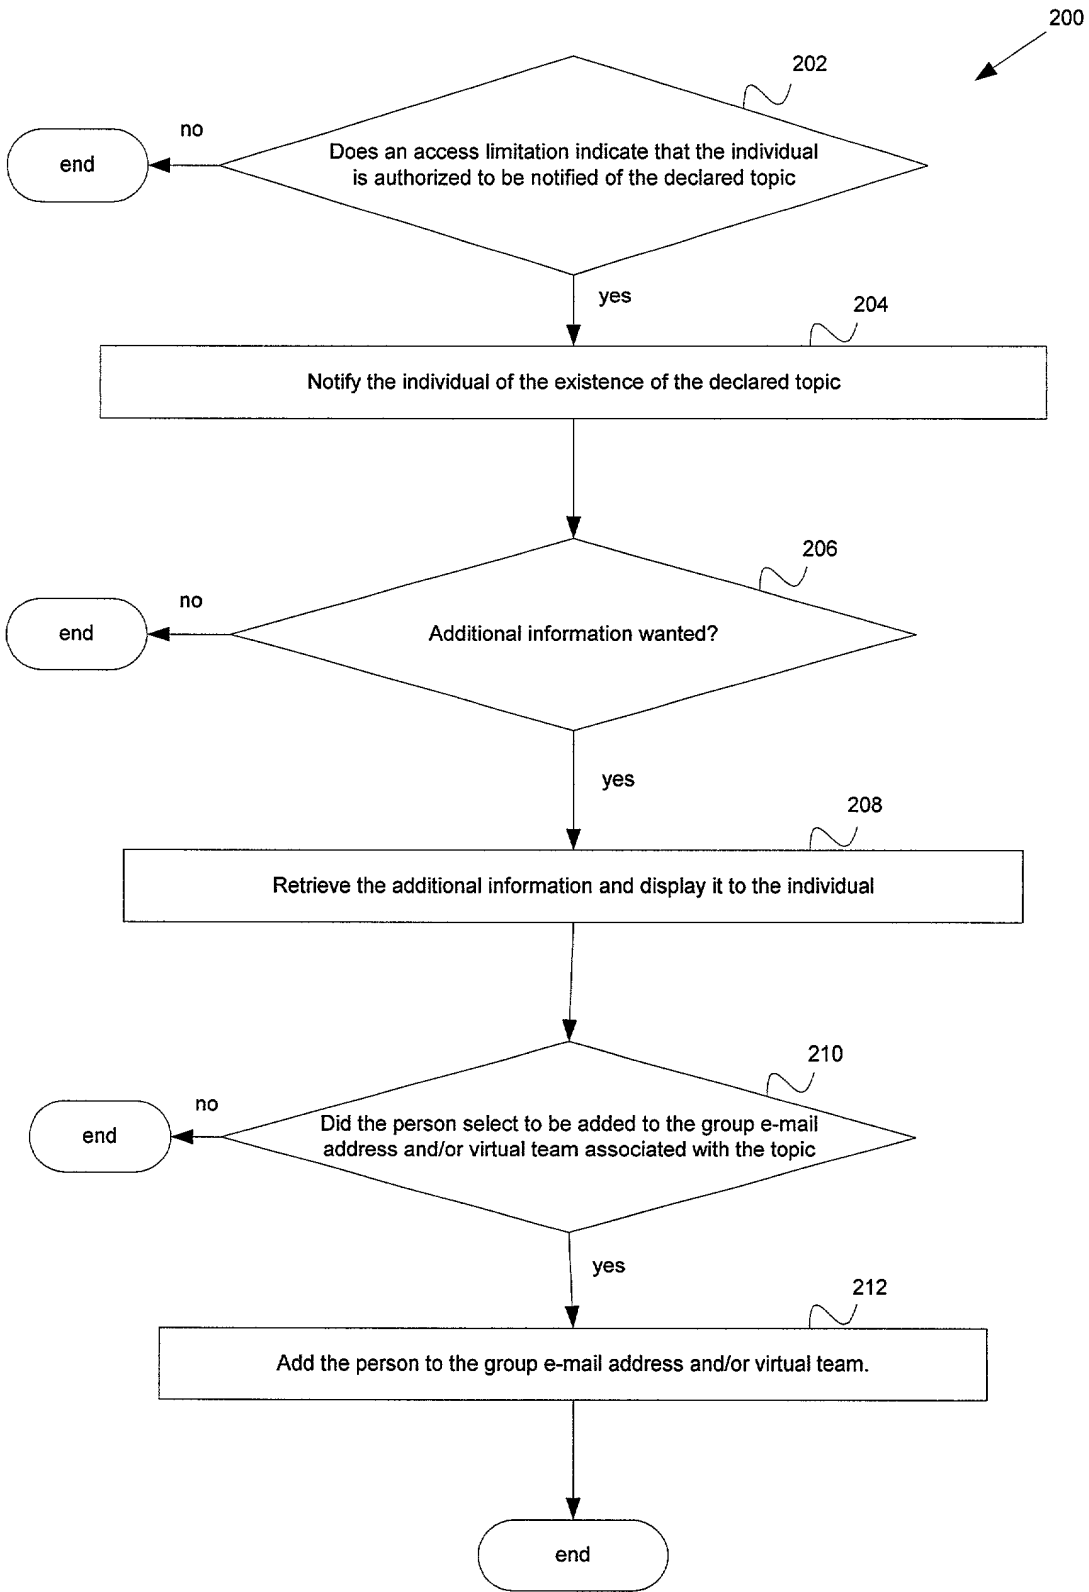 200
202
no
end
Does an access limitation indicate that the individual
is authorized to be notified of the declared topic
yes
204
Notify the individual of the existence of the declared topic
206
no
end
Additional information wanted?
yes
208
Retrieve the additional information and display it to the individual
210
no
end
Did the person select to be added to the group e-mail
address and/or virtual team associated with the topic
yes
212
Add the person to the group e-mail address and/or virtual team.
end